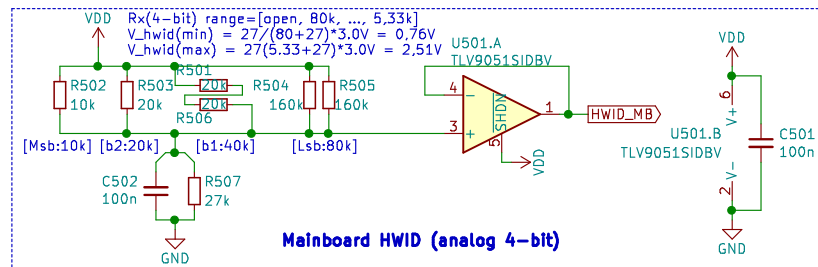 Rx(4-bit) range=[open, 80k, ..., 5,33k]
V_hwid(min) = 27/(80+27)*3.0V = 0,76V
V_hwid(max) = 27(5.33+27)*3.0V = 2,51V
VDD
R502
10k
R503
20k
R501
20k
20k
R506
R504
160k
R505
160k
[Msb:10k]
[b2:20k]
[b1:40k]
[Lsb:80k]
C502
100n
R507
27k
GND
U501.A
TLV9051SIDBV
4
-
3
+
SHDN
5
VDD
1
HWID_MB
VDD
6
V+
U501.B
TLV9051SIDBV
V-
2
C501
100n
GND
Mainboard HWID (analog 4-bit)